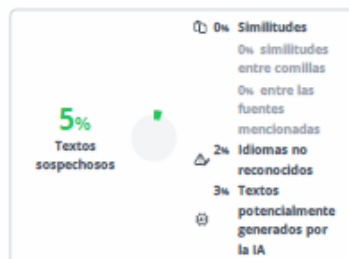 5%
Textos
sospechosos
0% Similitudes
0% similitudes
entre comillas
0% entre las
fuentes
mencionadas
2% Idiomas no
reconocidos
3% Textos
potencialmente
generados por
la IA